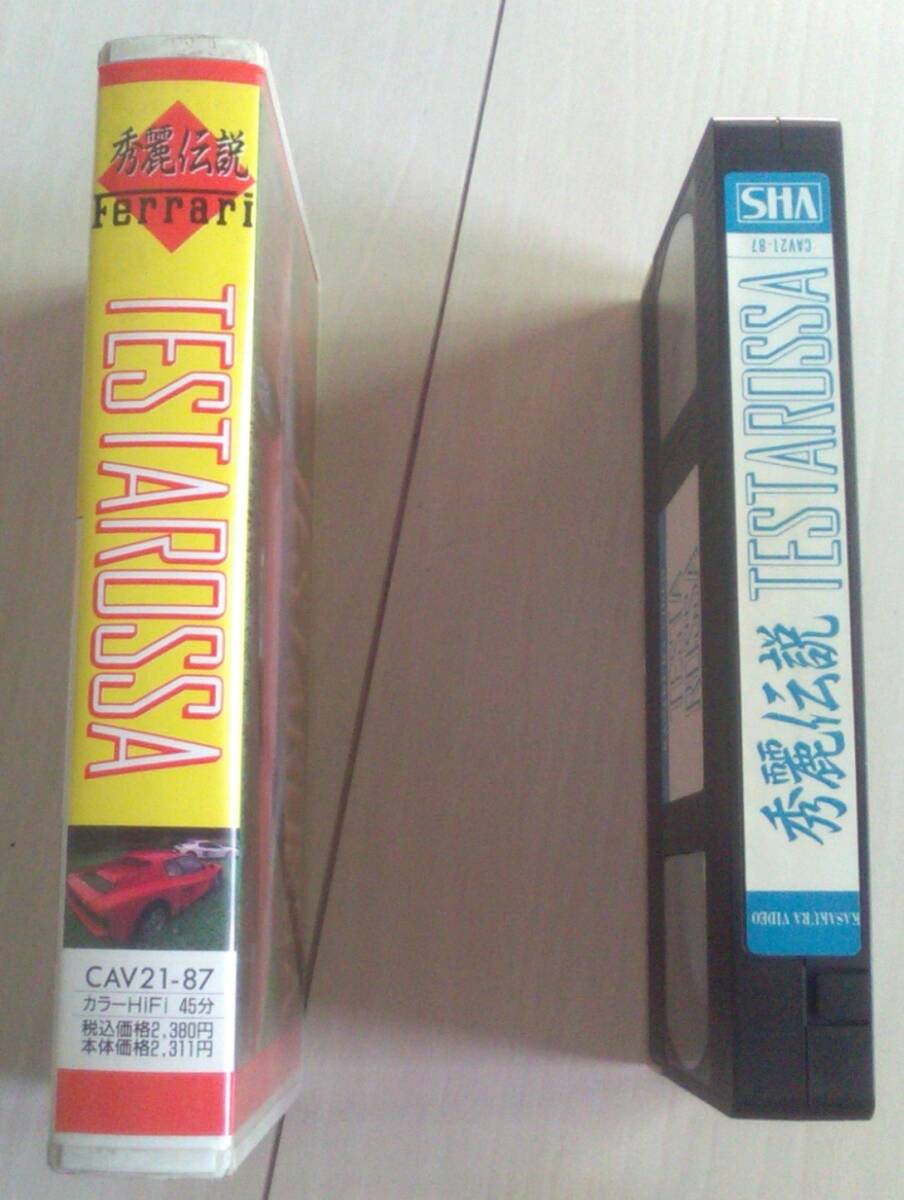 秀麗伝説
Ferrari
TESTAROSSA
CAV21-87
カラーHiFi 45分
税込価格2,380円
本体価格2,311円
VHS
CAV21-87
秀麗伝説 TESTAROSSA
KASAKURA VIDEO